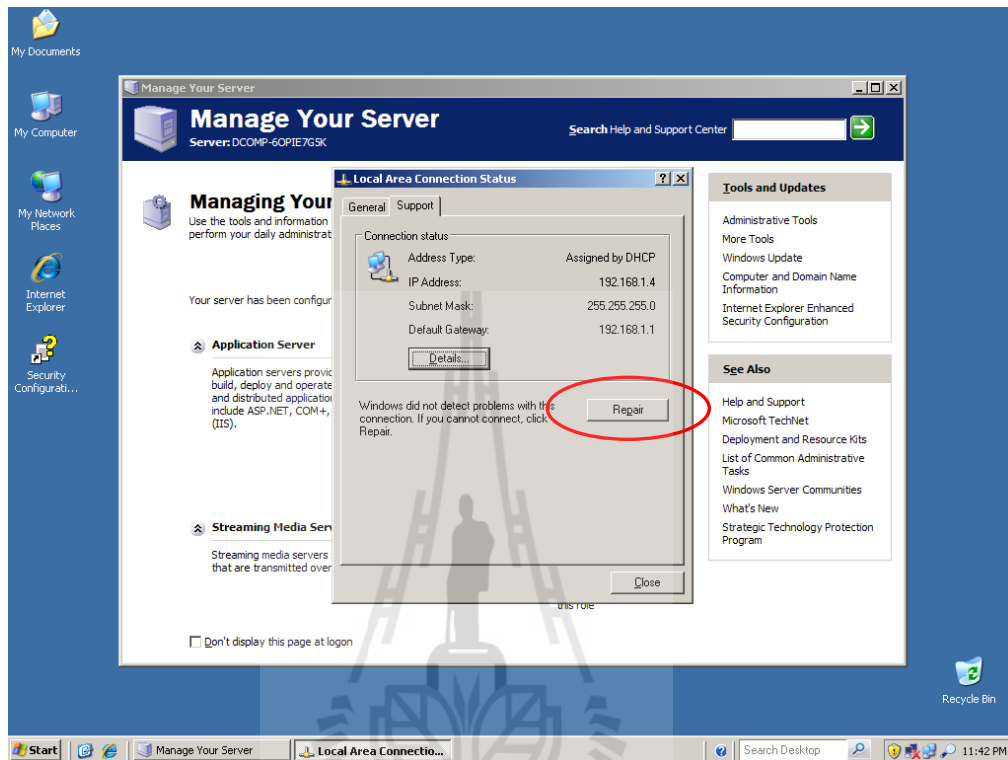 My Documents
My Computer
My Network
Places
Internet
Explorer
Security
Configurati...
Manage Your Server
Manage Your Server
Server: DCOMP-6OPIE7G5K
Search Help and Support Center
Managing Your
Use the tools and information
perform your daily administrat
Your server has been configur
Application Server
Application servers provic
build, deploy and operate
and distributed application
include ASP.NET, COM+,
(IIS).
Streaming Media Serv
Streaming media servers
that are transmitted over
this role
Don't display this page at logon
Local Area Connection Status
General
Support
Connection status
Address Type: Assigned by DHCP
IP Address: 192.168.1.4
Subnet Mask: 255.255.255.0
Default Gateway: 192.168.1.1
Details...
Windows did not detect problems with this
connection. If you cannot connect, click
Repair.
Repair
Close
Tools and Updates
Administrative Tools
More Tools
Windows Update
Computer and Domain Name
Information
Internet Explorer Enhanced
Security Configuration
See Also
Help and Support
Microsoft TechNet
Deployment and Resource Kits
List of Common Administrative
Tasks
Windows Server Communities
What's New
Strategic Technology Protection
Program
Recycle Bin
Start
Manage Your Server
Local Area Connectio...
Search Desktop
11:42 PM